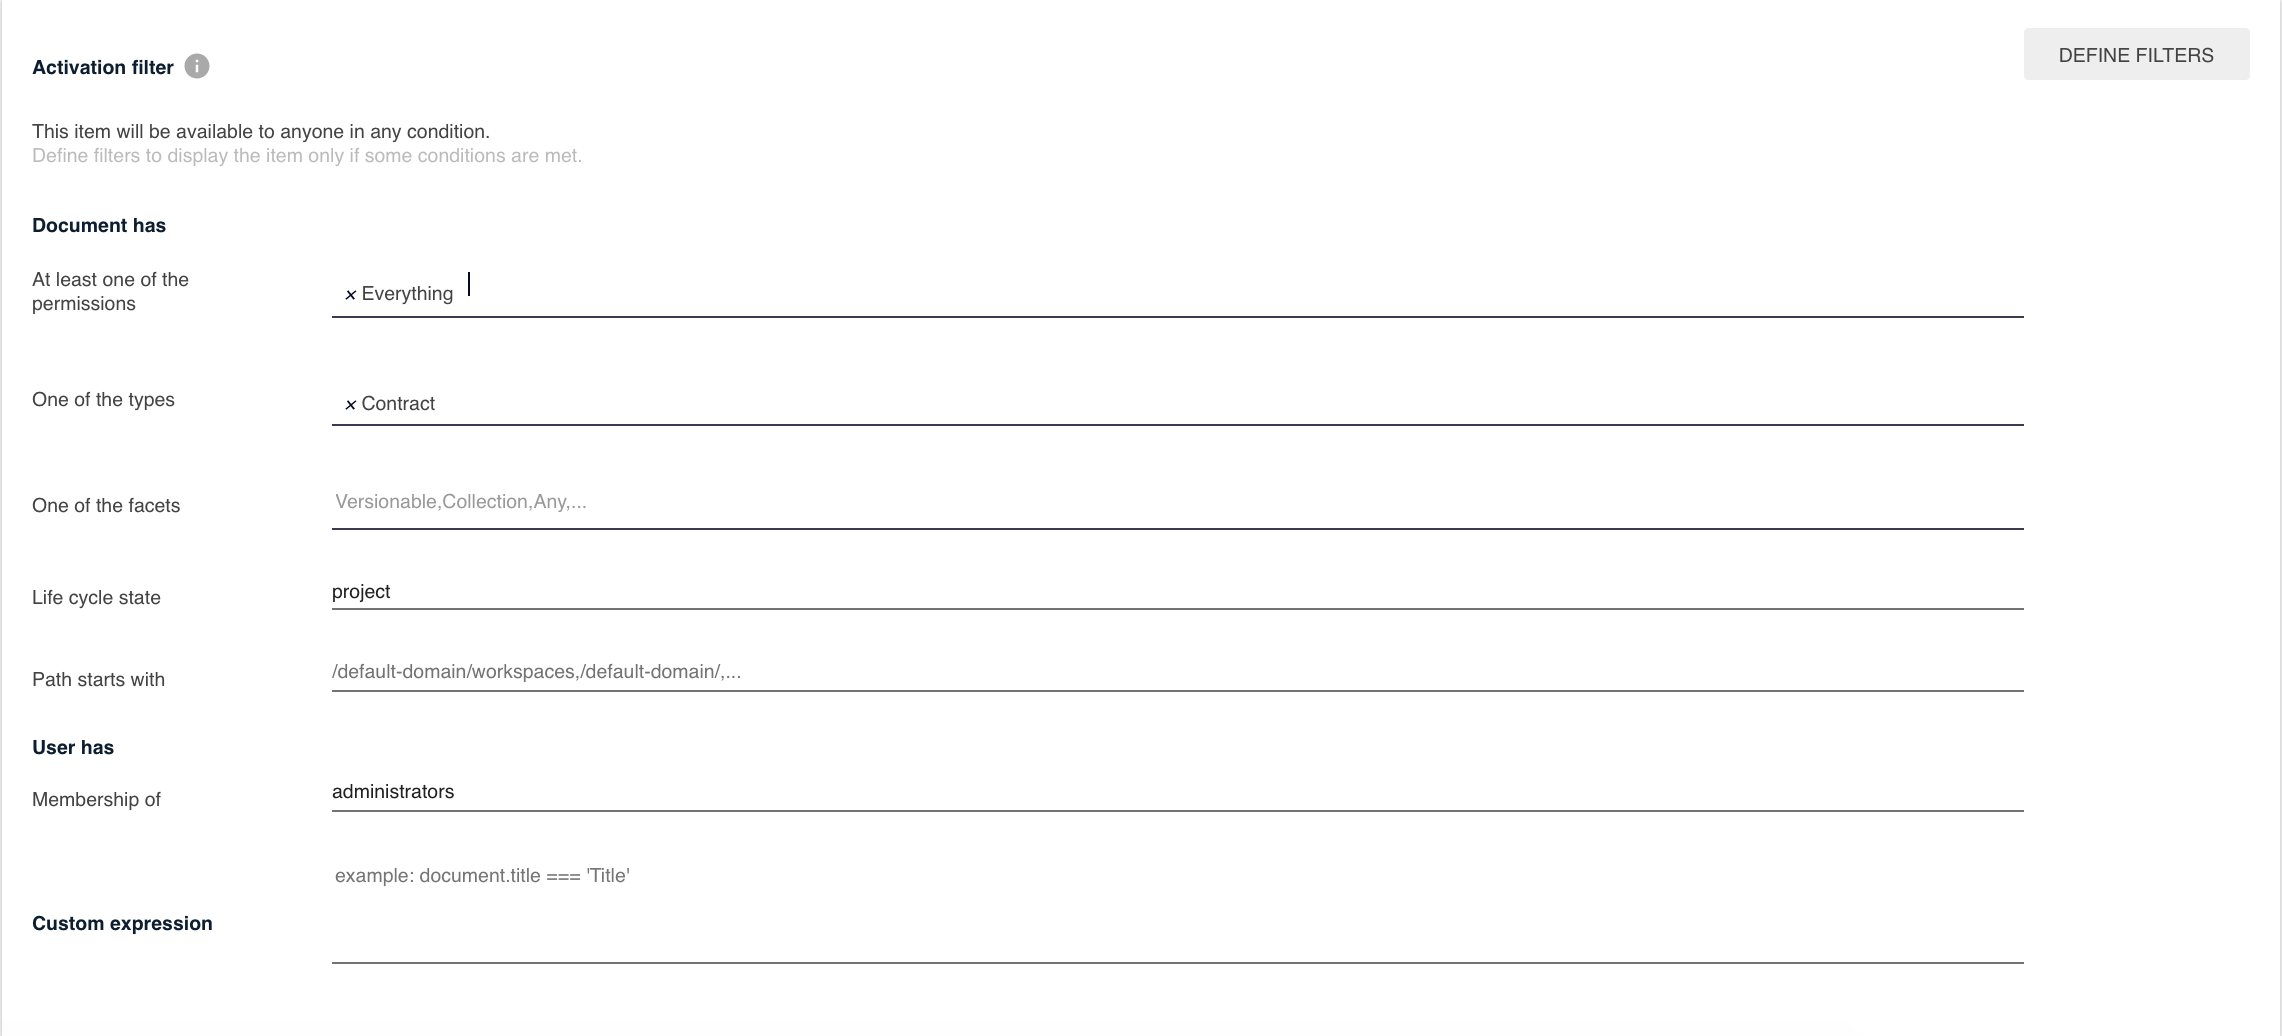 Activation filter
DEFINE FILTERS
This item will be available to anyone in any condition.
Define filters to display the item only if some conditions are met.
Document has
At least one of the
permissions
× Everything
One of the types
× Contract
One of the facets
Versionable,Collection,Any,...
Life cycle state
project
Path starts with
/default-domain/workspaces,/default-domain/,...
User has
Membership of
administrators
example: document.title === 'Title'
Custom expression